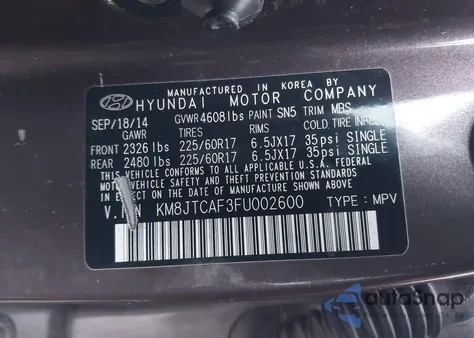 MANUFACTURED IN KOREA BY
HYUNDAI MOTOR COMPANY
SEP/18/14 GVWR 4608lbs PAINT SN5 TRIM MBS
GAWR TIRES RIMS COLD TIRE
FRONT 2326 lbs 225/60R17 6.5JX17 35psi SINGLE
REAR 2480 lbs 225/60R17 6.5JX17 35psi SINGLE
THIS VEHICLE CONFORMS TO ALL APPLICABLE
U.S. FEDERAL MOTOR VEHICLE SAFETY AND
THEFT PREVENTION STANDARDS IN EFFECT ON
THE DATE OF MANUFACTURE SHOWN ABOVE.
KM8JTCAF3FU002600 TYPE : MPV
autoSnap